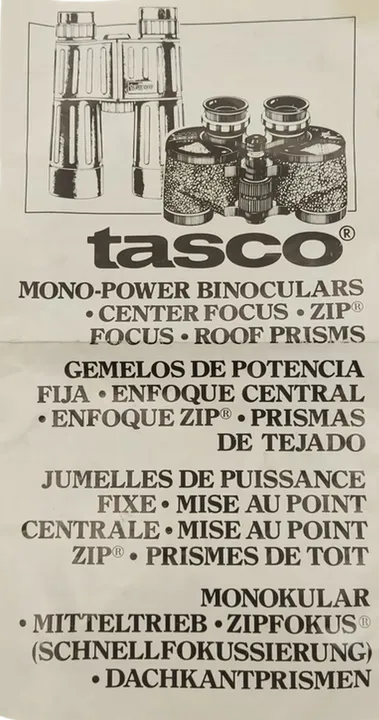 tasco®
MONO-POWER BINOCULARS
• CENTER FOCUS • ZIP®
FOCUS • ROOF PRISMS
GEMELOS DE POTENCIA
FIJA • ENFOQUE CENTRAL
• ENFOQUE ZIP® • PRISMAS
DE TEJADO
JUMELLES DE PUISSANCE
FIXE • MISE AU POINT
CENTRALE • MISE AU POINT
ZIP® • PRISMES DE TOIT
MONOKULAR
• MITTELTRIEB • ZIPFOKUS®
(SCHNELLFOKUSSIERUNG)
• DACHKANTPRISMEN